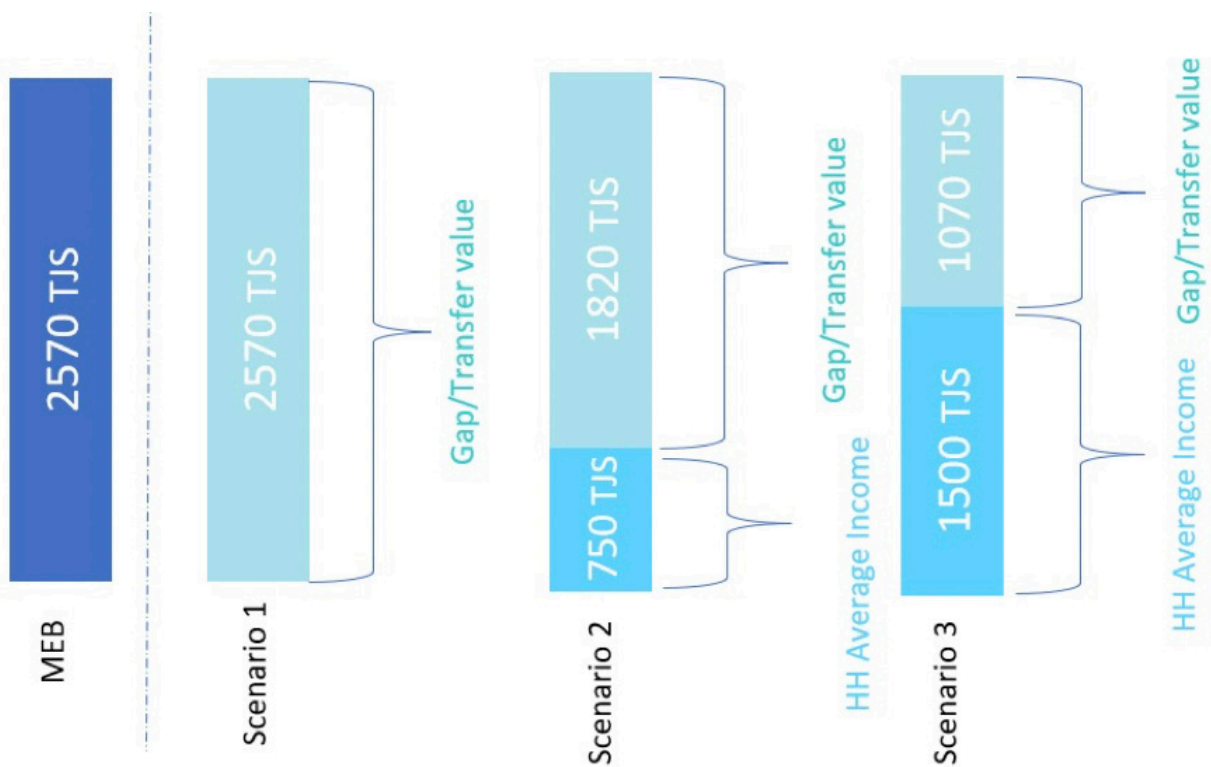 MEB
2570 TJS
Scenario 1
2570 TJS
Gap/Transfer value
Scenario 2
750 TJS
1820 TJS
HH Average Income
Gap/Transfer value
Scenario 3
1500 TJS
1070 TJS
HH Average Income
Gap/Transfer value